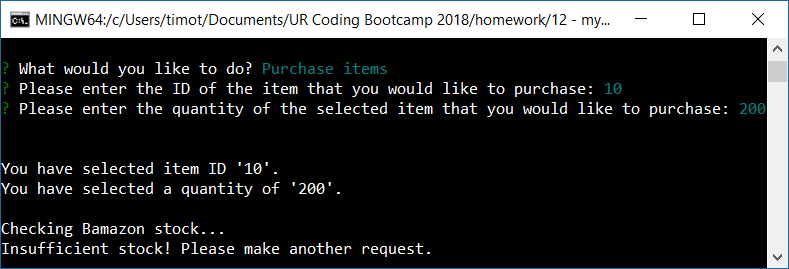 MINGW64:/c/Users/timot/Documents/UR Coding Bootcamp 2018/homework/12 - my...
? What would you like to do? Purchase items
? Please enter the ID of the item that you would like to purchase: 10
? Please enter the quantity of the selected item that you would like to purchase: 200
You have selected item ID '10'.
You have selected a quantity of '200'.
Checking Bamazon stock...
Insufficient stock! Please make another request.